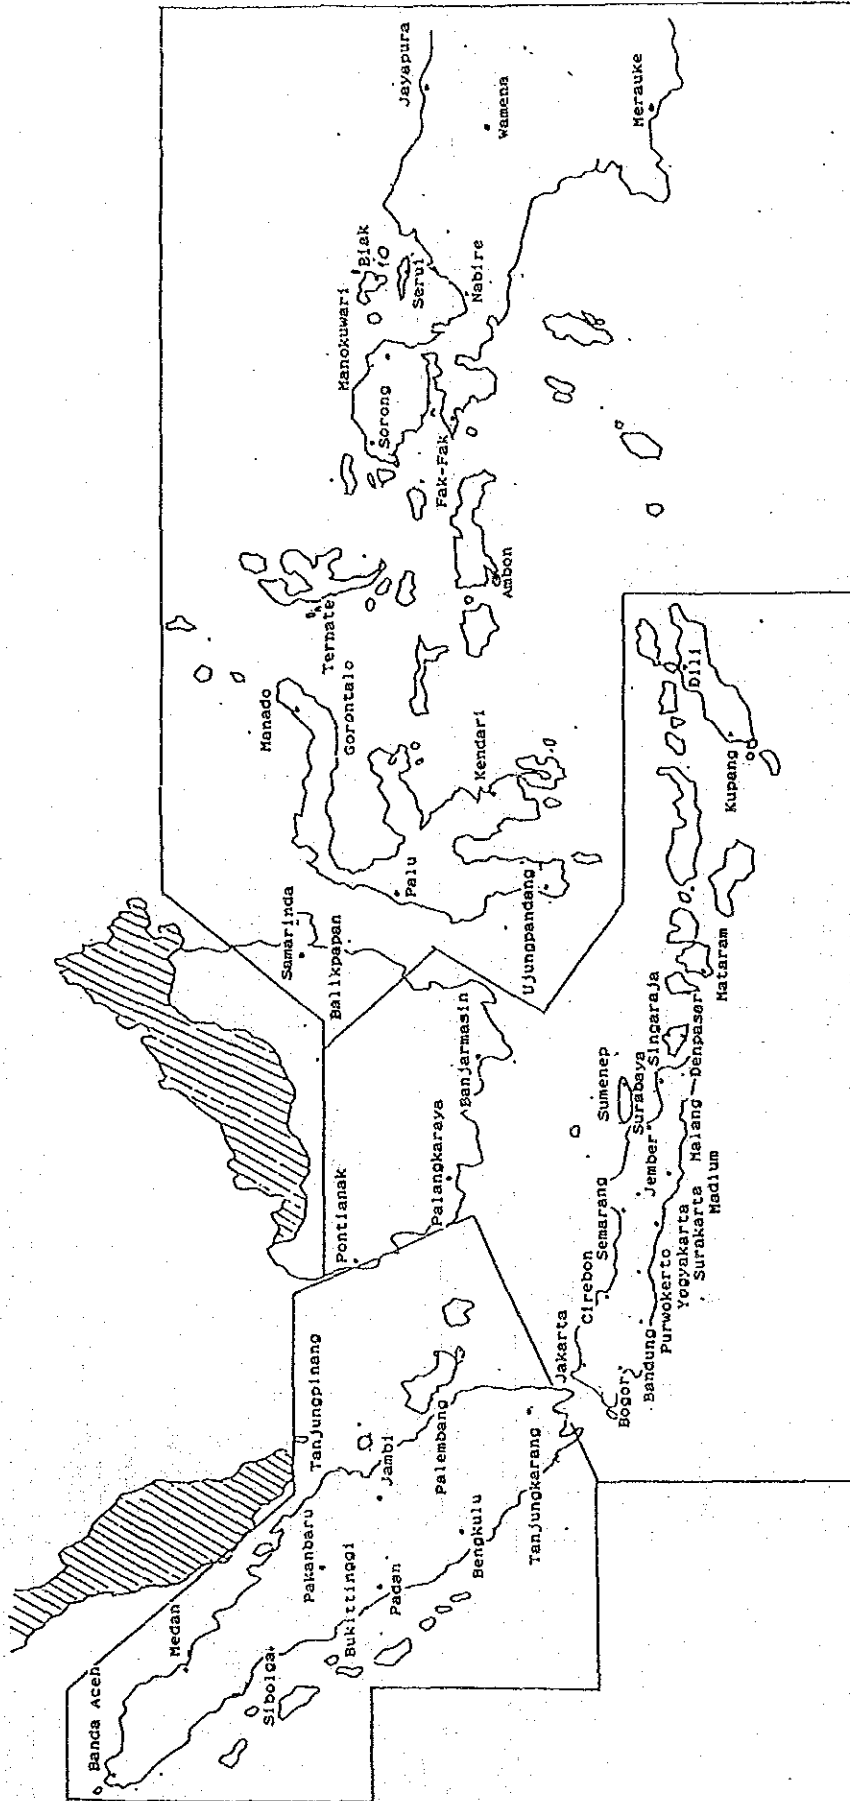 Banda Aceh
Medan
Sibolga
Pakanbaru
Bukittinggi
Padan
Tanjungpinang
Jambi
Palembang
Bengkulu
Tanjungkarang
Pontianak
Palangkaraya
Banjarmasin
Balikpapan
Samarinda
Jakarta
Bogor
Bandung
Cirebon
Semarang
Purwokerto
Yogyakarta
Surakarta
Madium
Malang
Jember
Surabaya
Sumenep
Singaraja
Denpasar
Mataram
Kupang
Dili
Manado
Gorontalo
Palu
Kendari
Ujungpandang
Ternate
Ambon
Sorong
Manokuwari
Fak-Fak
Biak
10
Serui
Nabire
Jayapura
Wamena
Merauke